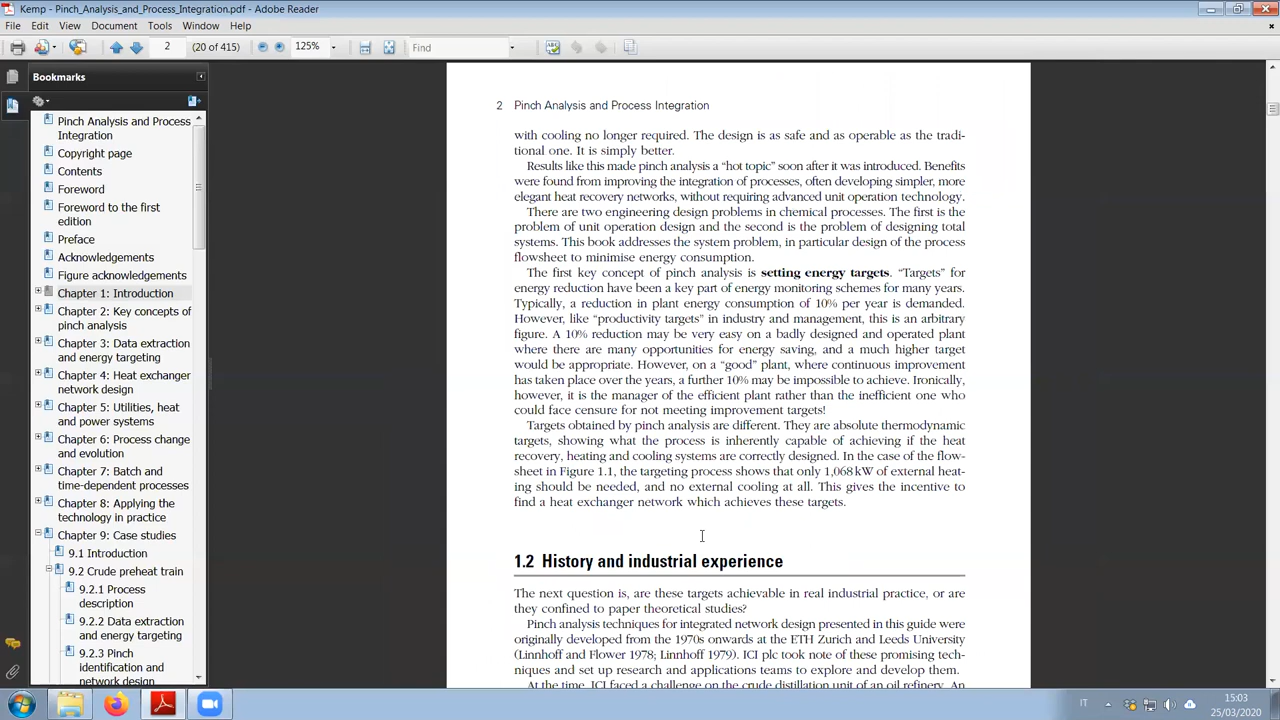 Kemp - Pinch_Analysis_and_Process_Integration.pdf - Adobe Reader
File Edit View Document Tools Window Help
2 (20 of 415) 125% Find
Bookmarks
Pinch Analysis and Process
Integration
Copyright page
Contents
Foreword
Foreword to the first
edition
Preface
Acknowledgements
Figure acknowledgements
Chapter 1: Introduction
Chapter 2: Key concepts of
pinch analysis
Chapter 3: Data extraction
and energy targeting
Chapter 4: Heat exchanger
network design
Chapter 5: Utilities, heat
and power systems
Chapter 6: Process change
and evolution
Chapter 7: Batch and
time-dependent processes
Chapter 8: Applying the
technology in practice
Chapter 9: Case studies
9.1 Introduction
9.2 Crude preheat train
9.2.1 Process
description
9.2.2 Data extraction
and energy targeting
9.2.3 Pinch
identification and
network design
2 Pinch Analysis and Process Integration
with cooling no longer required. The design is as safe and as operable as the tradi-
tional one. It is simply better.
Results like this made pinch analysis a “hot topic” soon after it was introduced. Benefits
were found from improving the integration of processes, often developing simpler, more
elegant heat recovery networks, without requiring advanced unit operation technology.
There are two engineering design problems in chemical processes. The first is the
problem of unit operation design and the second is the problem of designing total
systems. This book addresses the system problem, in particular design of the process
flowsheet to minimise energy consumption.
The first key concept of pinch analysis is setting energy targets. “Targets” for
energy reduction have been a key part of energy monitoring schemes for many years.
Typically, a reduction in plant energy consumption of 10% per year is demanded.
However, like “productivity targets” in industry and management, this is an arbitrary
figure. A 10% reduction may be very easy on a badly designed and operated plant
where there are many opportunities for energy saving, and a much higher target
would be appropriate. However, on a “good” plant, where continuous improvement
has taken place over the years, a further 10% may be impossible to achieve. Ironically,
however, it is the manager of the efficient plant rather than the inefficient one who
could face censure for not meeting improvement targets!
Targets obtained by pinch analysis are different. They are absolute thermodynamic
targets, showing what the process is inherently capable of achieving if the heat
recovery, heating and cooling systems are correctly designed. In the case of the flow-
sheet in Figure 1.1, the targeting process shows that only 1,068 kW of external heat-
ing should be needed, and no external cooling at all. This gives the incentive to
find a heat exchanger network which achieves these targets.
1.2 History and industrial experience
The next question is, are these targets achievable in real industrial practice, or are
they confined to paper theoretical studies?
Pinch analysis techniques for integrated network design presented in this guide were
originally developed from the 1970s onwards at the ETH Zurich and Leeds University
(Linnhoff and Flower 1978; Linnhoff 1979). ICI plc took note of these promising tech-
niques and set up research and applications teams to explore and develop them.
At the time, ICI faced a challenge on the crude distillation unit of an oil refinery. An
IT
15:03
25/03/2020